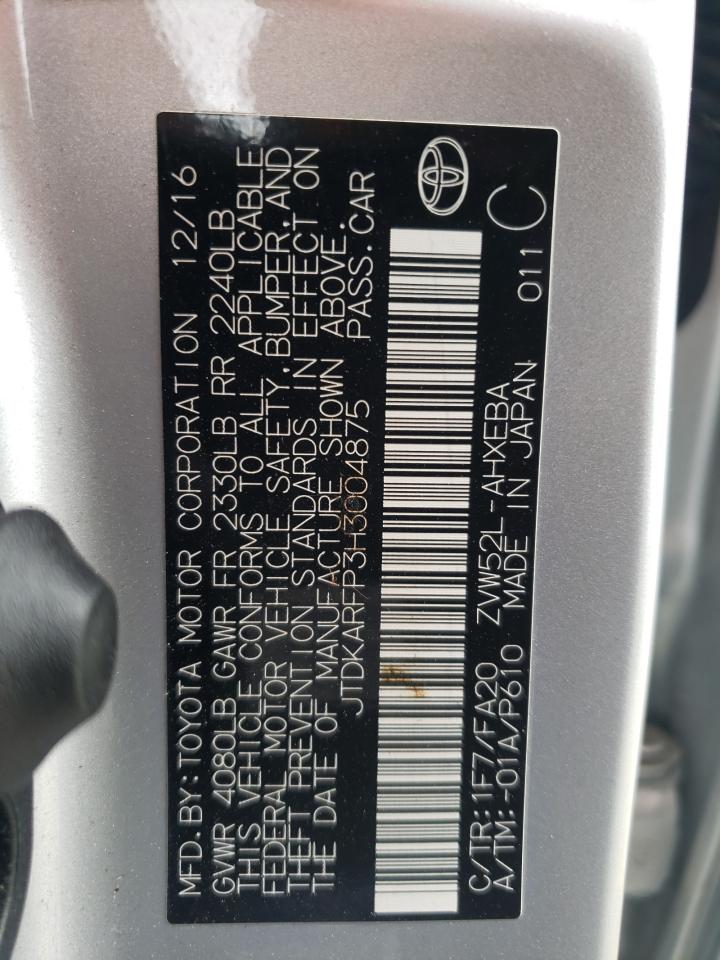 MFD.BY:TOYOTA MOTOR CORPORATION 12/16
GVWR 4080LB GAWR FR 2330LB RR 2240LB
THIS VEHICLE CONFORMS TO ALL APPLICABLE
FEDERAL MOTOR VEHICLE SAFETY,BUMPER,AND
THEFT PREVENTION STANDARDS IN EFFECT ON
THE DATE OF MANUFACTURE SHOWN ABOVE.
JTDKARFP3H3004875 PASS.CAR
C/TR:1F7/FA20 ZVW52L-AHXEBA
A/TM:-01A/P610 MADE IN JAPAN
011 C